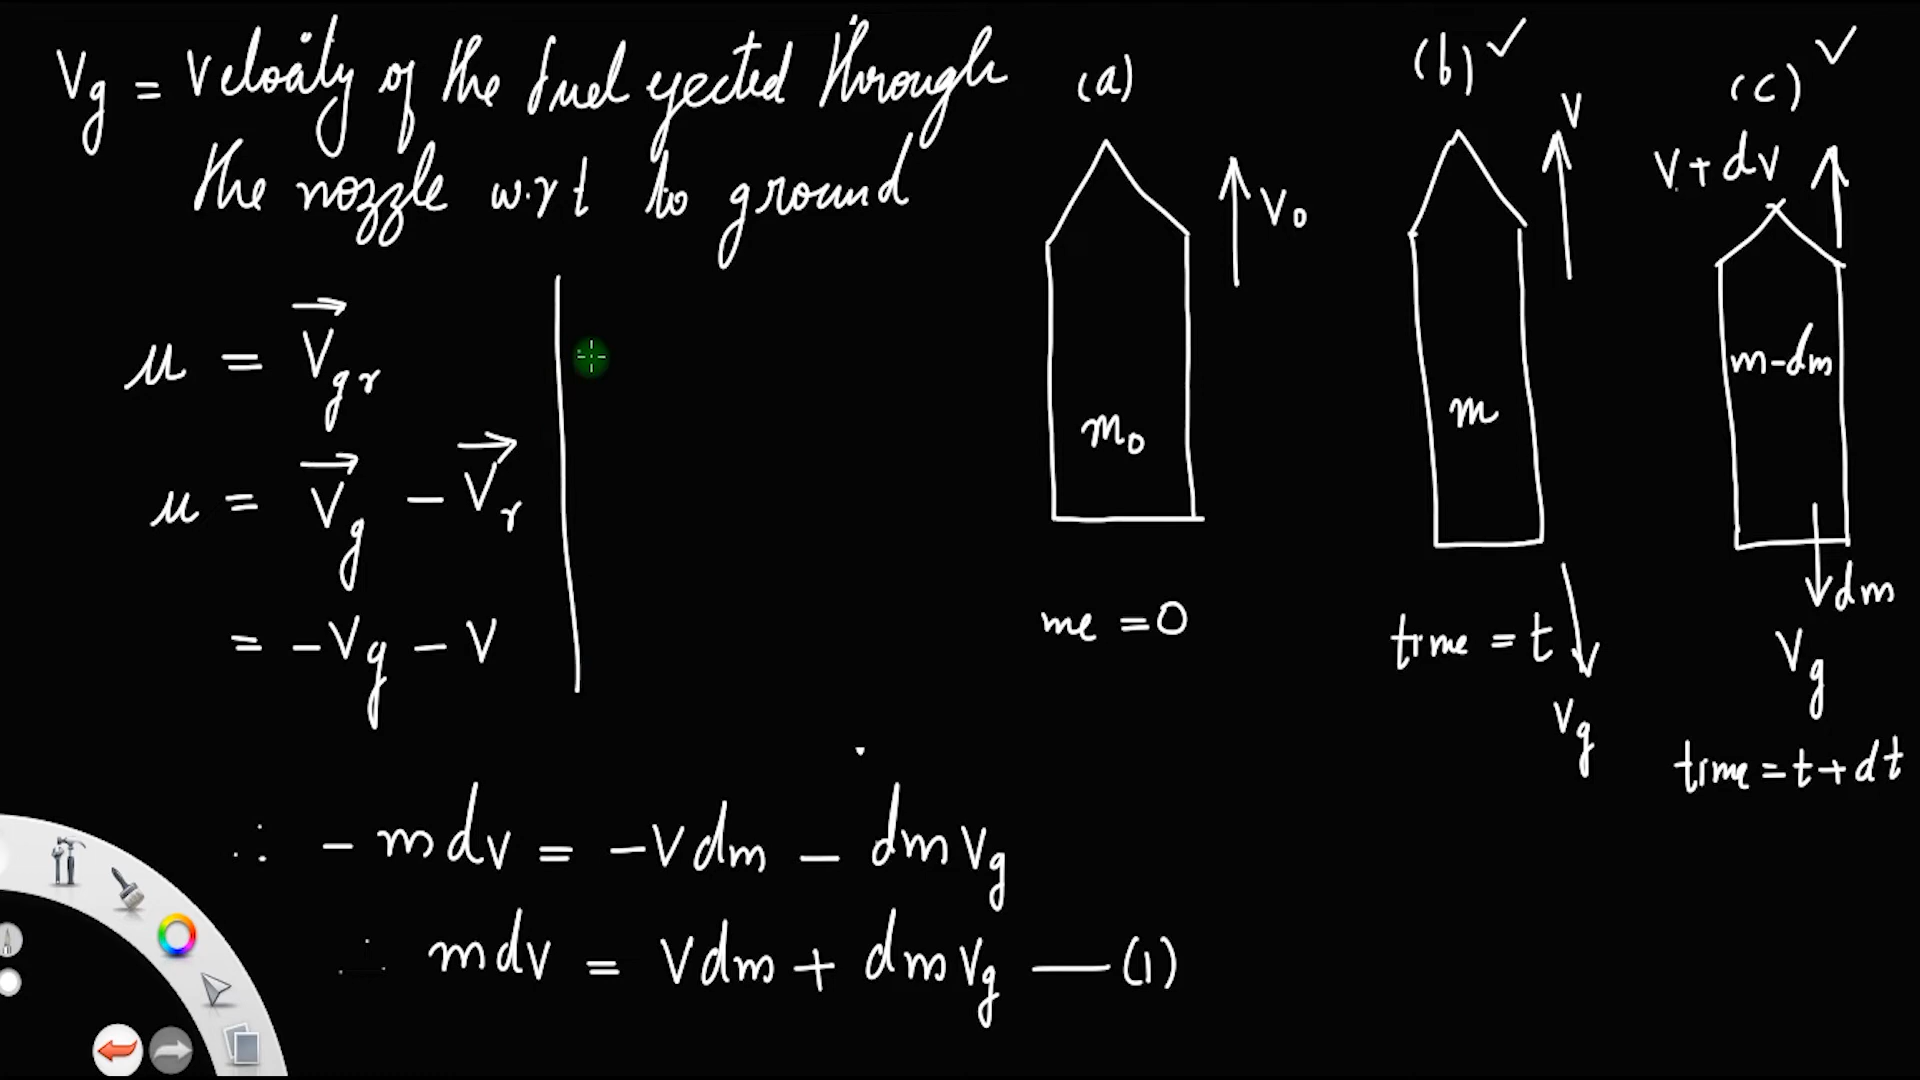 Vg = Velocity of the fuel ejected through
the nozzle w.r.t to ground
u = Vgr
u = Vg - Vr
= -Vg - V
∴ - mdv = -Vdm - dmVg
∴ mdv = Vdm + dmVg — (1)
(a)
V0
m0
me = 0
(b) ✓
V
m
time = t
Vg
(c) ✓
V+dv
m-dm
dm
Vg
time = t+dt